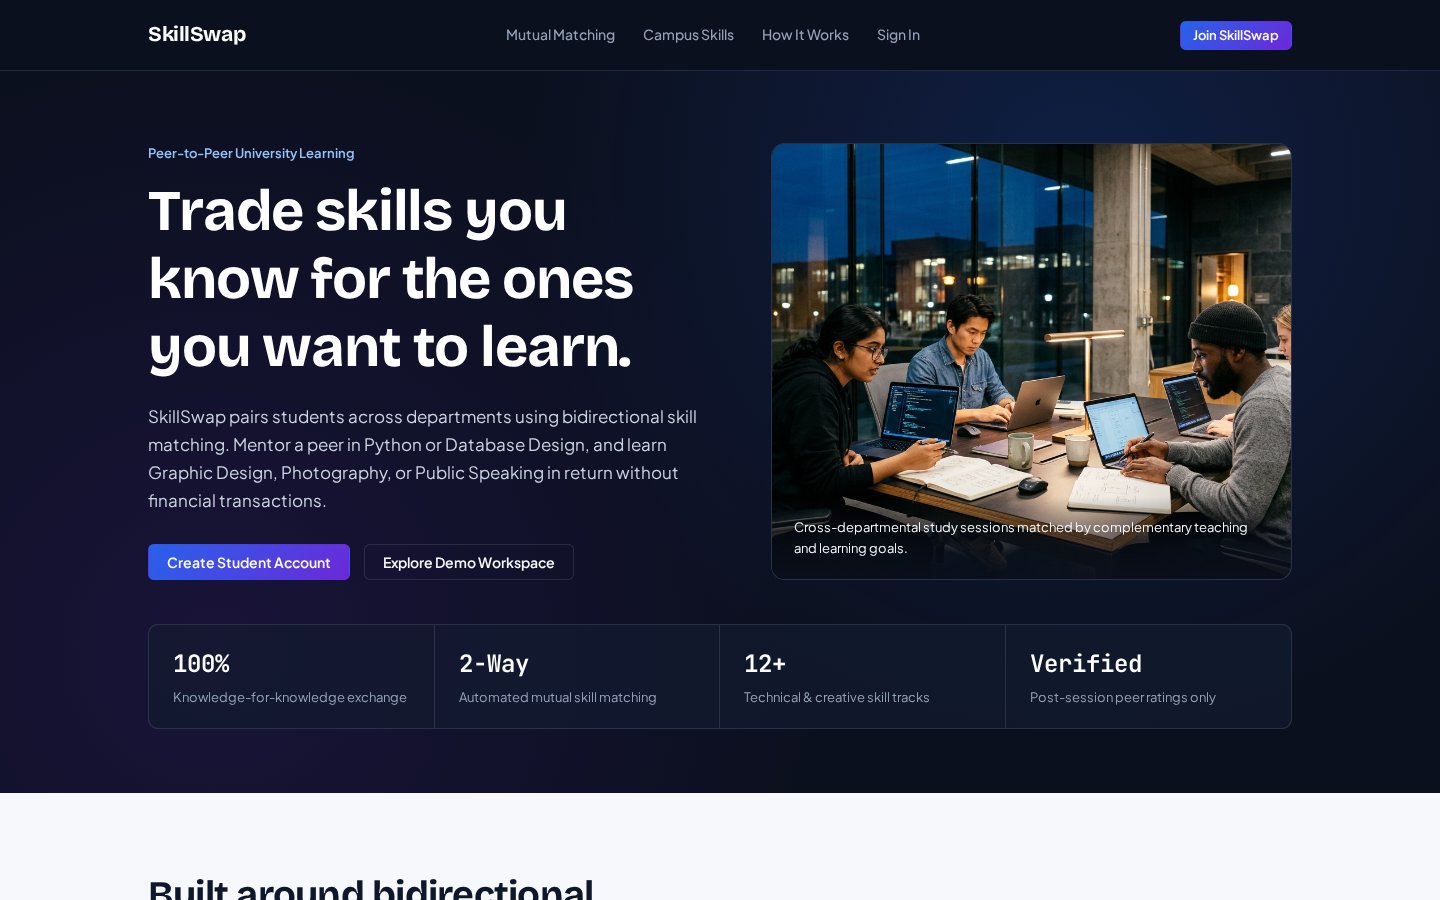 SkillSwap
Mutual Matching
Campus Skills
How It Works
Sign In
Join SkillSwap
Peer-to-Peer University Learning
Trade skills you
know for the ones
you want to learn.
SkillSwap pairs students across departments using bidirectional skill
matching. Mentor a peer in Python or Database Design, and learn
Graphic Design, Photography, or Public Speaking in return without
financial transactions.
Create Student Account
Explore Demo Workspace
Cross-departmental study sessions matched by complementary teaching
and learning goals.
100%
Knowledge-for-knowledge exchange
2-Way
Automated mutual skill matching
12+
Technical & creative skill tracks
Verified
Post-session peer ratings only
Built around bidirectional